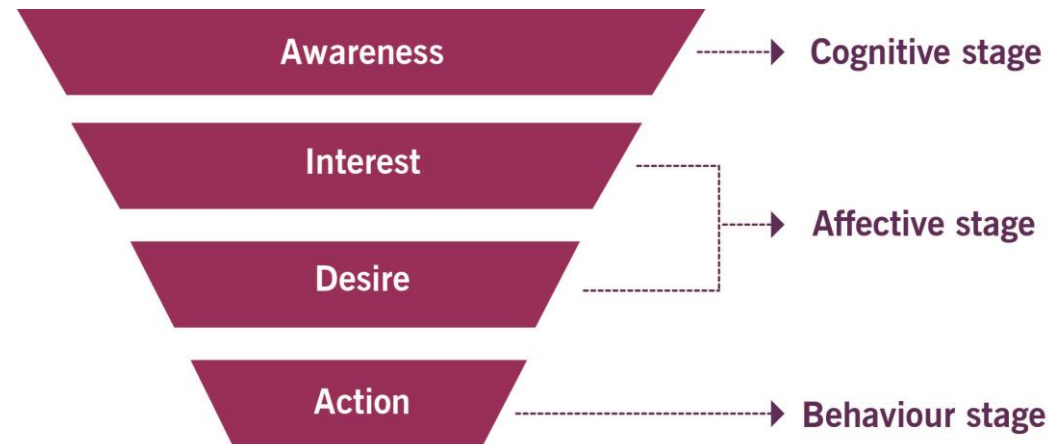 Awareness
Cognitive stage
Interest
Affective stage
Desire
Action
Behaviour stage